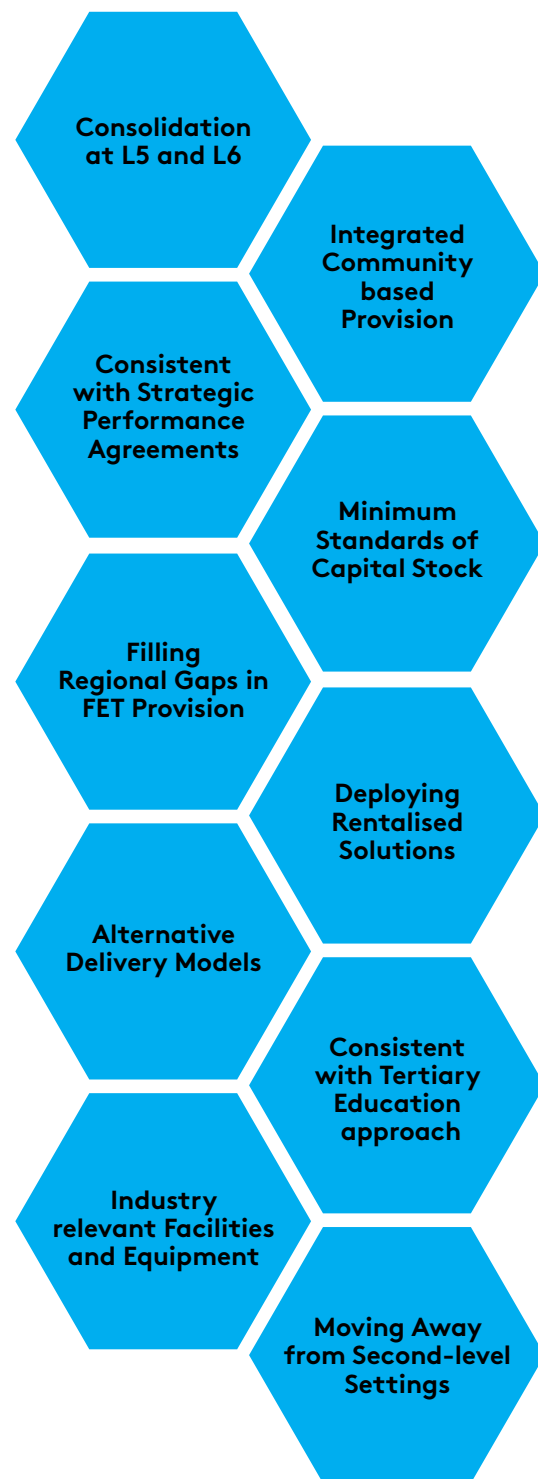 Consolidation
at L5 and L6
Integrated
Community
based
Provision
Consistent
with Strategic
Performance
Agreements
Minimum
Standards of
Capital Stock
Filling
Regional Gaps in
FET Provision
Deploying
Rentalised
Solutions
Alternative
Delivery Models
Consistent
with Tertiary
Education
approach
Industry
relevant Facilities
and Equipment
Moving Away
from Second-level
Settings